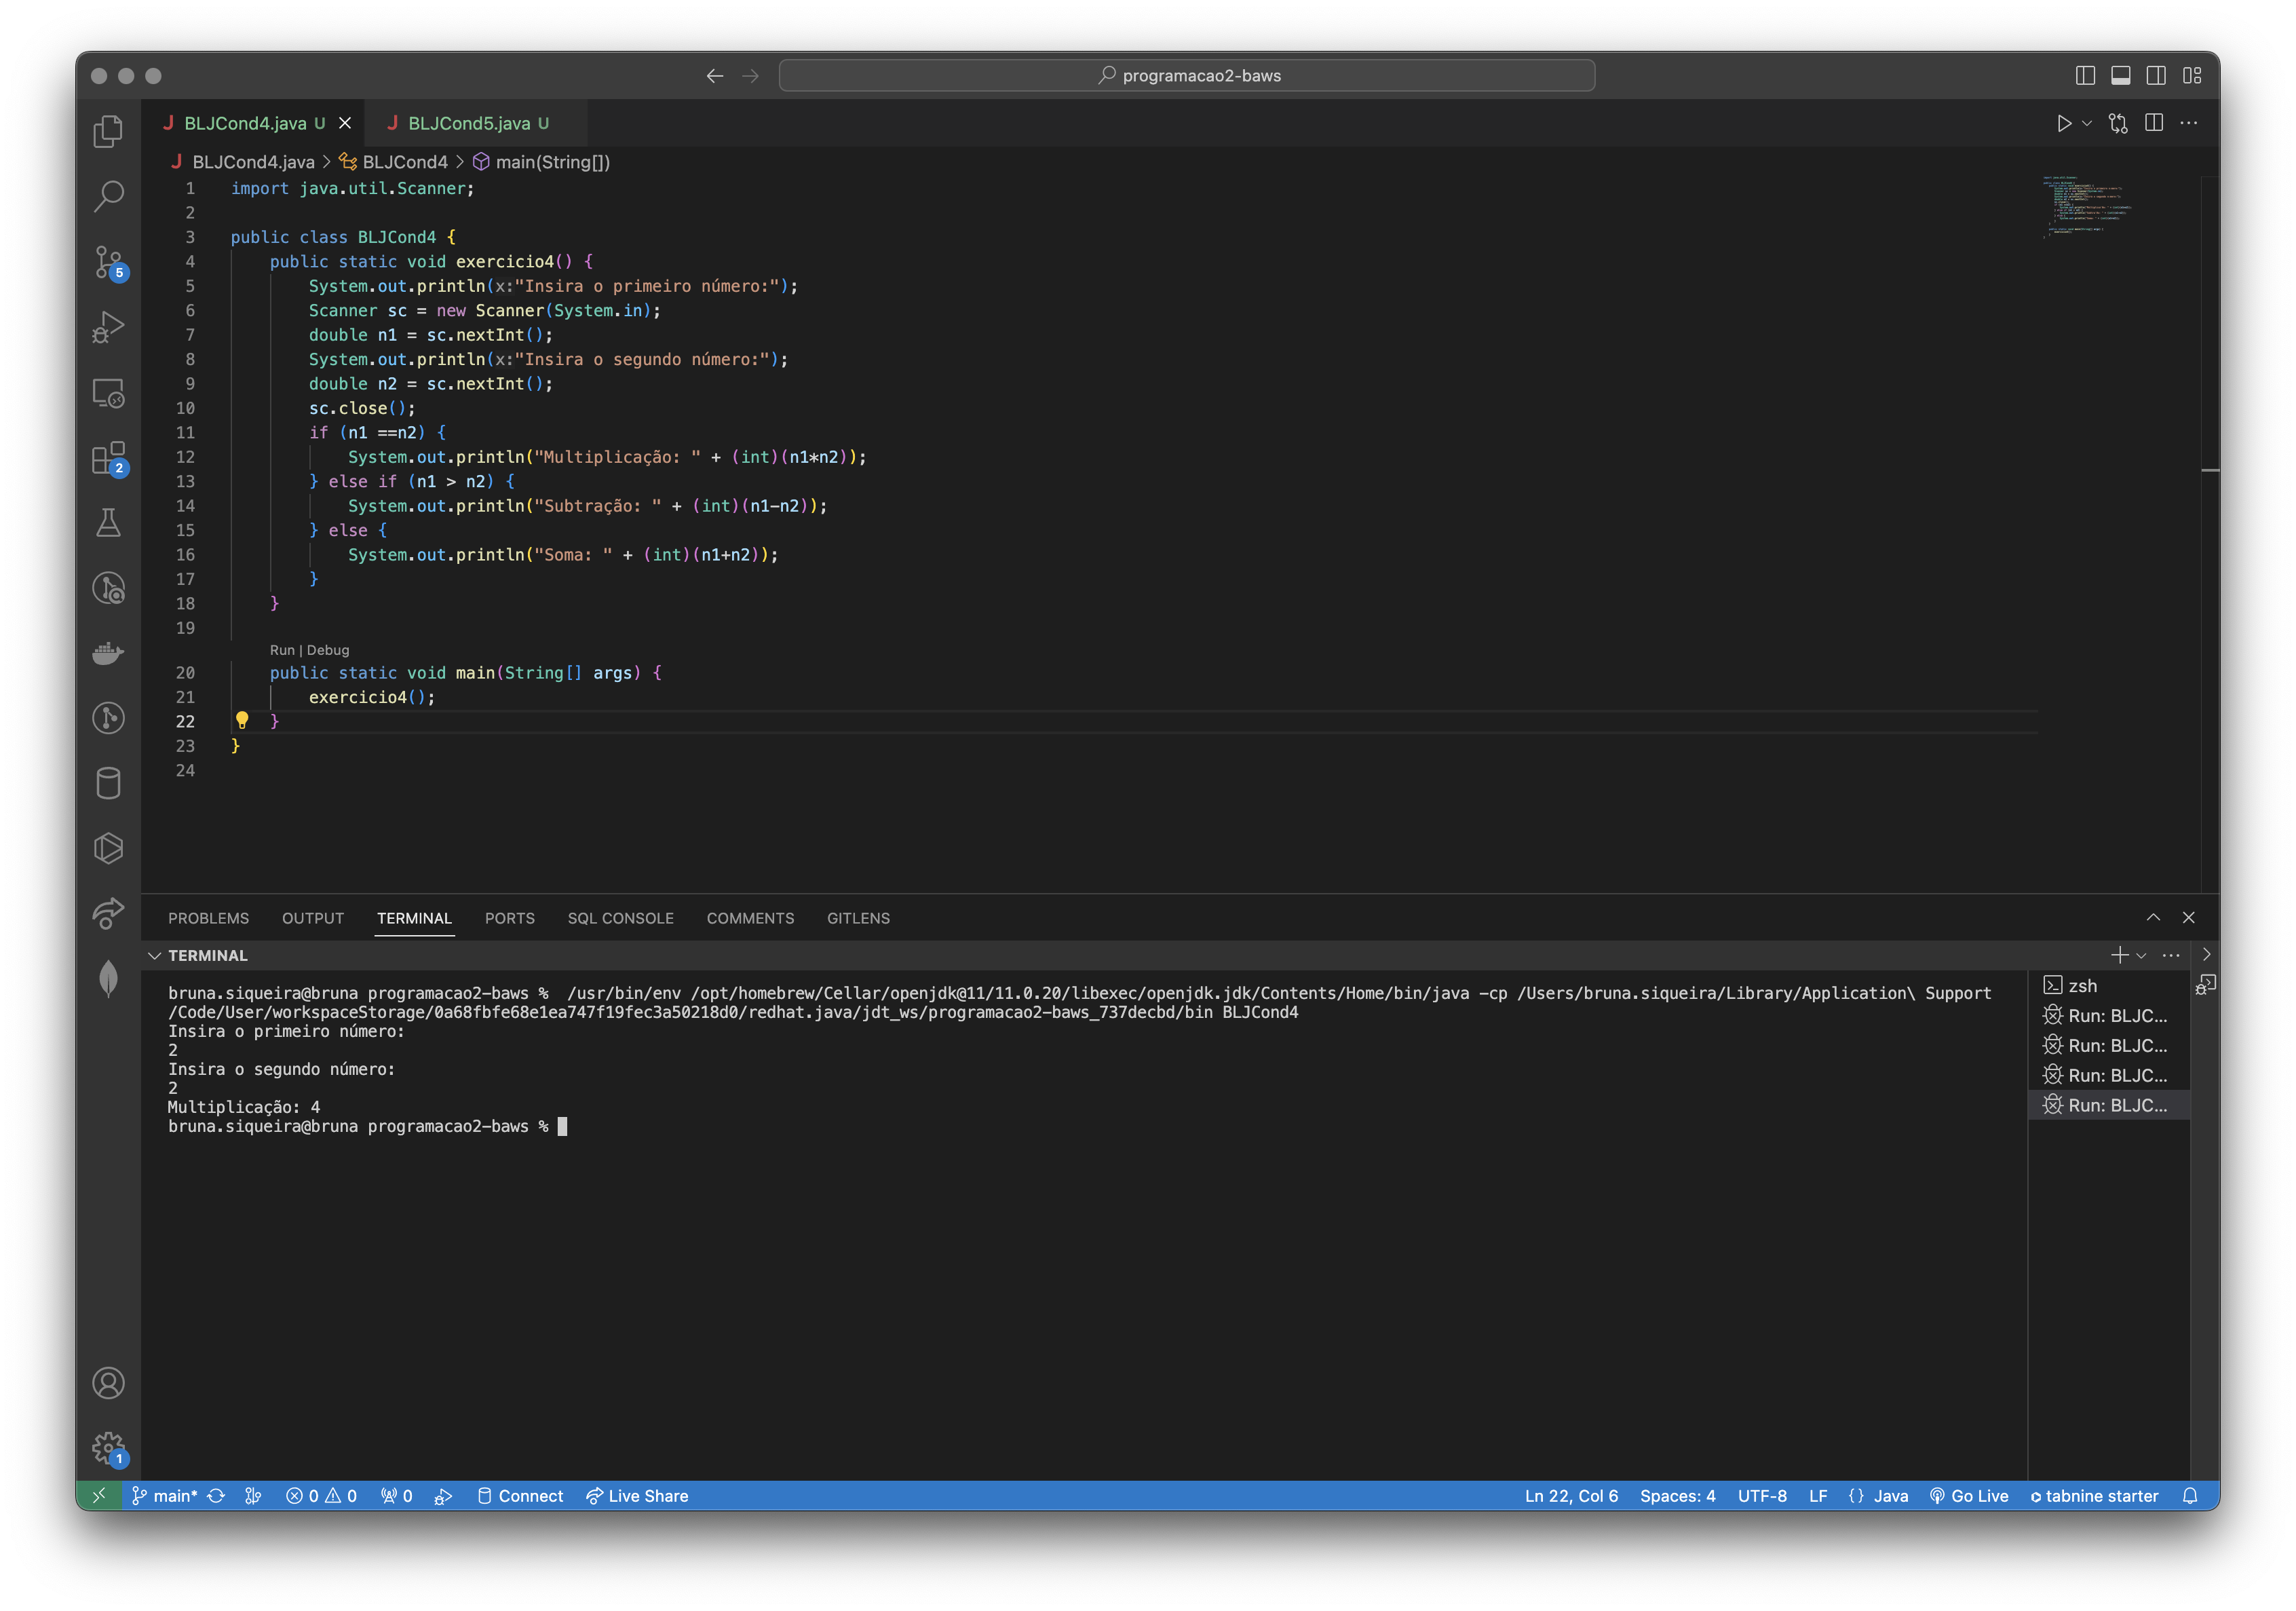 programacao2-baws
BLJCond4.java U
BLJCond5.java U
BLJCond4.java > BLJCond4 > main(String[])
1 import java.util.Scanner;
2
3 public class BLJCond4 {
4 public static void exercicio4() {
5 System.out.println(x:"Insira o primeiro número:");
6 Scanner sc = new Scanner(System.in);
7 double n1 = sc.nextInt();
8 System.out.println(x:"Insira o segundo número:");
9 double n2 = sc.nextInt();
10 sc.close();
11 if (n1 ==n2) {
12 System.out.println("Multiplicação: " + (int)(n1*n2));
13 } else if (n1 > n2) {
14 System.out.println("Subtração: " + (int)(n1-n2));
15 } else {
16 System.out.println("Soma: " + (int)(n1+n2));
17 }
18 }
19
Run | Debug
20 public static void main(String[] args) {
21 exercicio4();
22 }
23 }
24
5
2
PROBLEMS OUTPUT TERMINAL PORTS SQL CONSOLE COMMENTS GITLENS
TERMINAL
bruna.siqueira@bruna programacao2-baws % /usr/bin/env /opt/homebrew/Cellar/openjdk@11/11.0.20/libexec/openjdk.jdk/Contents/Home/bin/java -cp /Users/bruna.siqueira/Library/Application\ Support
/Code/User/workspaceStorage/0a68fbfe68e1ea747f19fec3a50218d0/redhat.java/jdt_ws/programacao2-baws_737decbd/bin BLJCond4
Insira o primeiro número:
2
Insira o segundo número:
2
Multiplicação: 4
bruna.siqueira@bruna programacao2-baws %
zsh
Run: BLJC...
Run: BLJC...
Run: BLJC...
Run: BLJC...
1
main* 0 0 0 Connect Live Share Ln 22, Col 6 Spaces: 4 UTF-8 LF {} Java Go Live tabnine starter